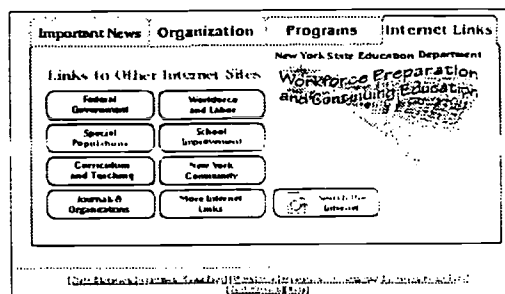 Important News Organization Programs Internet Links
New York State Education Department
Links to Other Internet Sites
Workforce Preparation
and Continuing Education
Federal
Government
Workforce
and Labor
Special
Populations
School
Improvement
Curriculum
and Teaching
New York
Community
Journals &
Organizations
More Internet
Links
Search The
Internet